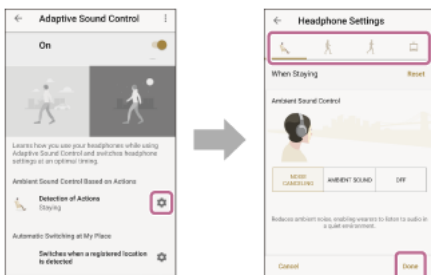 Adaptive Sound Control
On
Learns how you use your headphones while using
Adaptive Sound Control and switches headphone
settings at an optimal timing.
Ambient Sound Control Based on Actions
Detection of Actions
Staying
Automatic Switching at My Place
Switches when a registered location
is detected
Headphone Settings
When Staying
Reset
Ambient Sound Control
NOISE
CANCELING
AMBIENT SOUND
OFF
Reduces ambient noise, enabling wearers to listen to audio in
a quiet environment.
Cancel
Done